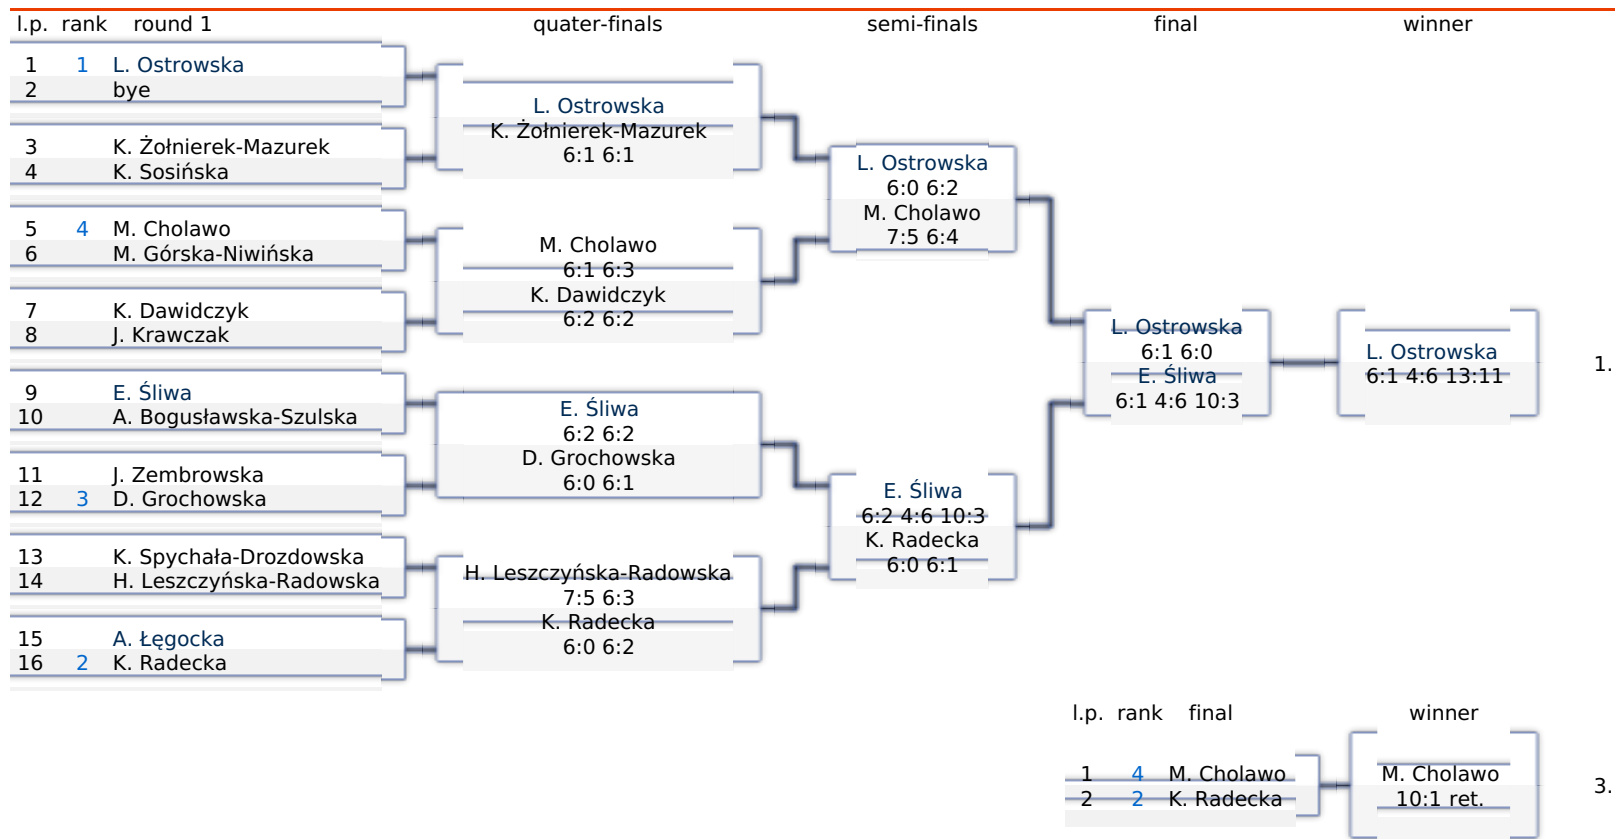 l.p. rank round 1 quater-finals semi-finals final winner
1 1 L. Ostrowska
2 bye
3 K. Żołnierek-Mazurek
4 K. Sosińska
5 4 M. Cholawo
6 M. Górska-Niwińska
7 K. Dawidczyk
8 J. Krawczak
9 E. Śliwa
10 A. Bogusławska-Szulska
11 J. Zembrowska
12 3 D. Grochowska
13 K. Spychała-Drozdowska
14 H. Leszczyńska-Radowska
15 A. Łęgocka
16 2 K. Radecka
L. Ostrowska
K. Żołnierek-Mazurek
6:1 6:1
M. Cholawo
6:1 6:3
K. Dawidczyk
6:2 6:2
E. Śliwa
6:2 6:2
D. Grochowska
6:0 6:1
H. Leszczyńska-Radowska
7:5 6:3
K. Radecka
6:0 6:2
L. Ostrowska
6:0 6:2
M. Cholawo
7:5 6:4
E. Śliwa
6:2 4:6 10:3
K. Radecka
6:0 6:1
L. Ostrowska
6:1 6:0
E. Śliwa
6:1 4:6 10:3
L. Ostrowska
6:1 4:6 13:11
1.
l.p. rank final winner
1 4 M. Cholawo
2 2 K. Radecka
M. Cholawo
10:1 ret.
3.